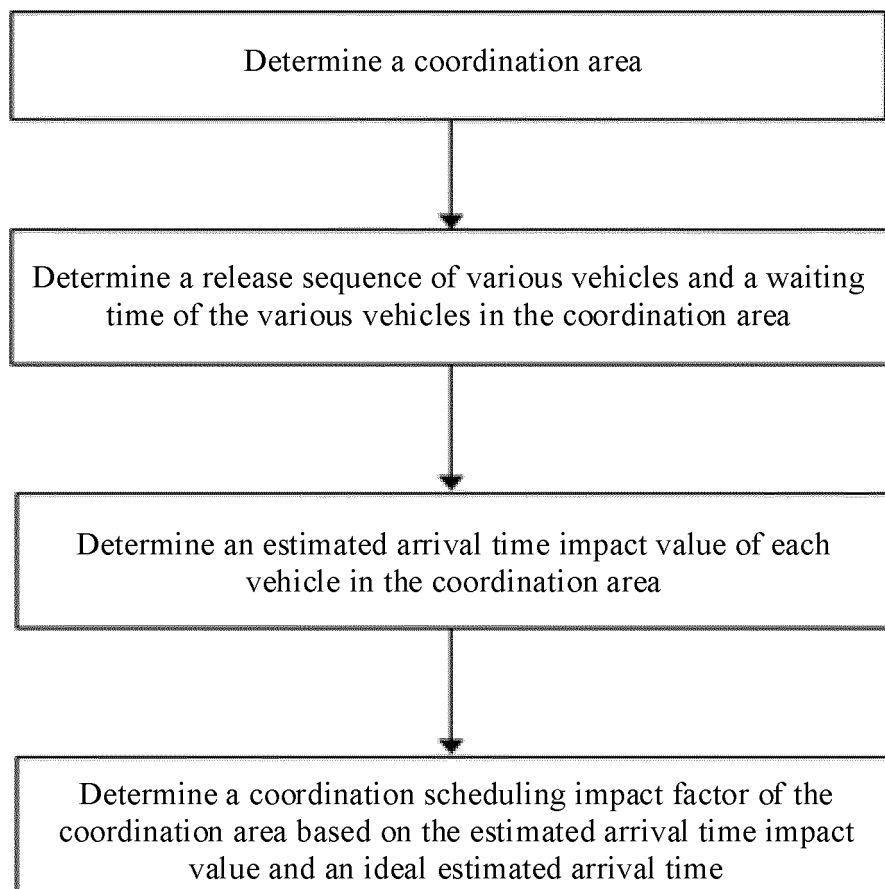 Determine a coordination area
Determine a release sequence of various vehicles and a waiting
time of the various vehicles in the coordination area
Determine an estimated arrival time impact value of each
vehicle in the coordination area
Determine a coordination scheduling impact factor of the
coordination area based on the estimated arrival time impact
value and an ideal estimated arrival time